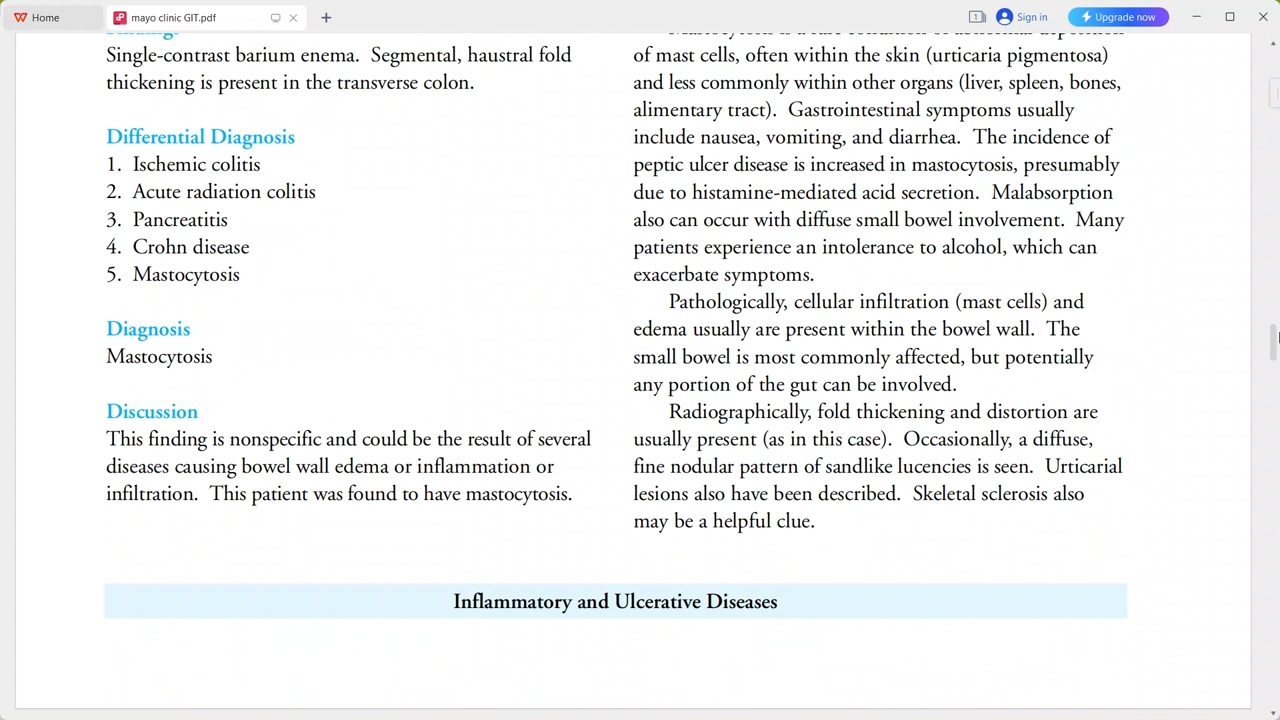 Home
mayo clinic GIT.pdf
Sign in
Upgrade now
Findings
Single-contrast barium enema. Segmental, haustral fold
thickening is present in the transverse colon.
Differential Diagnosis
1. Ischemic colitis
2. Acute radiation colitis
3. Pancreatitis
4. Crohn disease
5. Mastocytosis
Diagnosis
Mastocytosis
Discussion
This finding is nonspecific and could be the result of several
diseases causing bowel wall edema or inflammation or
infiltration. This patient was found to have mastocytosis.
Mastocytosis is a rare condition of abnormal deposition
of mast cells, often within the skin (urticaria pigmentosa)
and less commonly within other organs (liver, spleen, bones,
alimentary tract). Gastrointestinal symptoms usually
include nausea, vomiting, and diarrhea. The incidence of
peptic ulcer disease is increased in mastocytosis, presumably
due to histamine-mediated acid secretion. Malabsorption
also can occur with diffuse small bowel involvement. Many
patients experience an intolerance to alcohol, which can
exacerbate symptoms.
Pathologically, cellular infiltration (mast cells) and
edema usually are present within the bowel wall. The
small bowel is most commonly affected, but potentially
any portion of the gut can be involved.
Radiographically, fold thickening and distortion are
usually present (as in this case). Occasionally, a diffuse,
fine nodular pattern of sandlike lucencies is seen. Urticarial
lesions also have been described. Skeletal sclerosis also
may be a helpful clue.
Inflammatory and Ulcerative Diseases